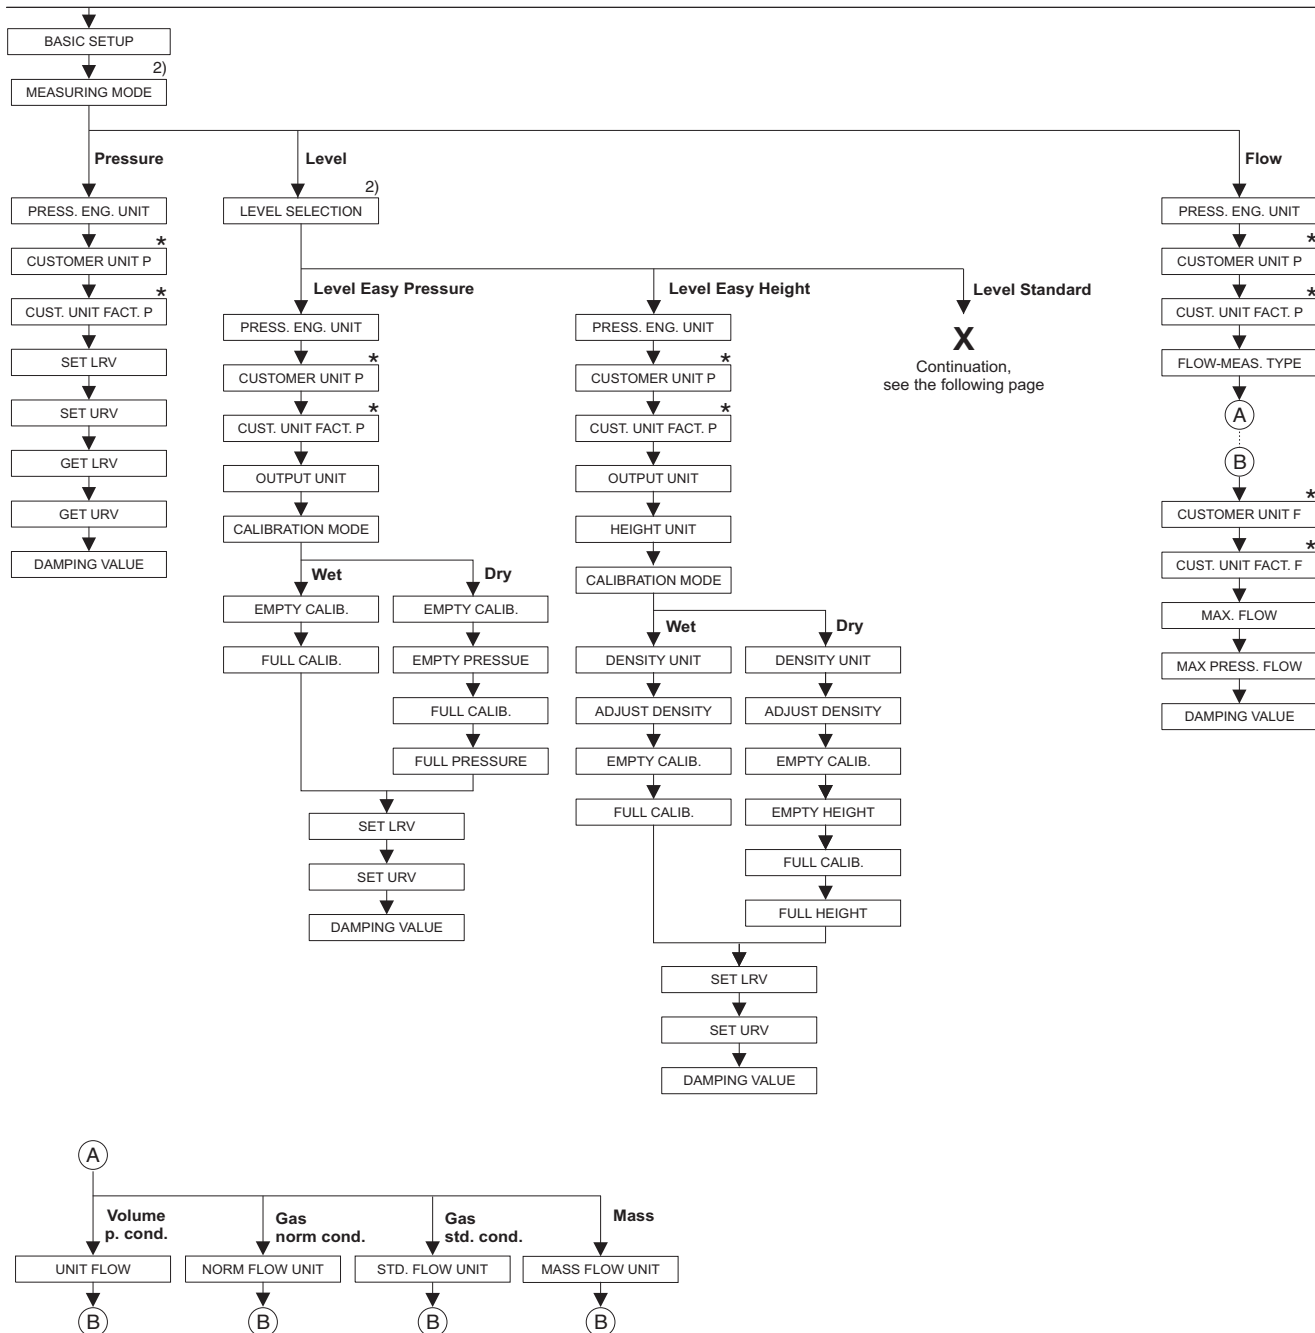 BASIC SETUP
2)
MEASURING MODE
Pressure
Level
Flow
PRESS. ENG. UNIT
*
CUSTOMER UNIT P
*
CUST. UNIT FACT. P
SET LRV
SET URV
GET LRV
GET URV
DAMPING VALUE
2)
LEVEL SELECTION
Level Easy Pressure
Level Easy Height
Level Standard
PRESS. ENG. UNIT
*
CUSTOMER UNIT P
*
CUST. UNIT FACT. P
OUTPUT UNIT
CALIBRATION MODE
Wet
Dry
EMPTY CALIB.
FULL CALIB.
EMPTY CALIB.
EMPTY PRESSUE
FULL CALIB.
FULL PRESSURE
SET LRV
SET URV
DAMPING VALUE
PRESS. ENG. UNIT
*
CUSTOMER UNIT P
*
CUST. UNIT FACT. P
OUTPUT UNIT
HEIGHT UNIT
CALIBRATION MODE
Wet
Dry
DENSITY UNIT
ADJUST DENSITY
EMPTY CALIB.
FULL CALIB.
DENSITY UNIT
ADJUST DENSITY
EMPTY CALIB.
EMPTY HEIGHT
FULL CALIB.
FULL HEIGHT
SET LRV
SET URV
DAMPING VALUE
X
Continuation,
see the following page
PRESS. ENG. UNIT
*
CUSTOMER UNIT P
*
CUST. UNIT FACT. P
FLOW-MEAS. TYPE
A
B
*
CUSTOMER UNIT F
*
CUST. UNIT FACT. F
MAX. FLOW
MAX PRESS. FLOW
DAMPING VALUE
A
Volume
p. cond.
Gas
norm cond.
Gas
std. cond.
Mass
UNIT FLOW
NORM FLOW UNIT
STD. FLOW UNIT
MASS FLOW UNIT
B
B
B
B